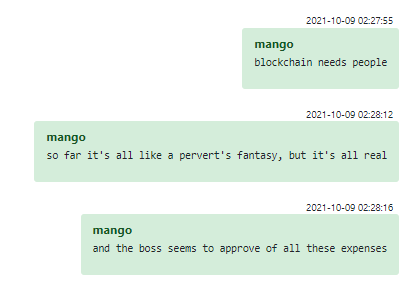 2021-10-09 02:27:55
mango
blockchain needs people
2021-10-09 02:28:12
mango
so far it's all like a pervert's fantasy, but it's all real
2021-10-09 02:28:16
mango
and the boss seems to approve of all these expenses